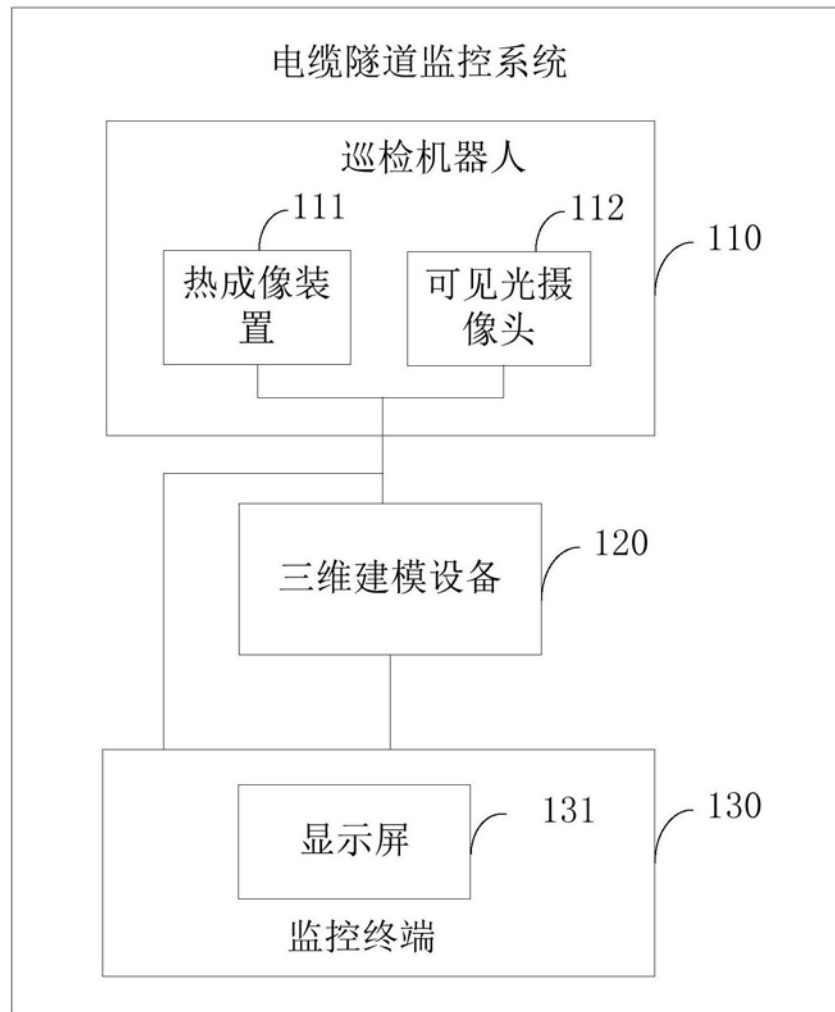 电缆隧道监控系统
巡检机器人
111
112
110
热成像装
置
可见光摄
像头
三维建模设备
120
显示屏
131
130
监控终端